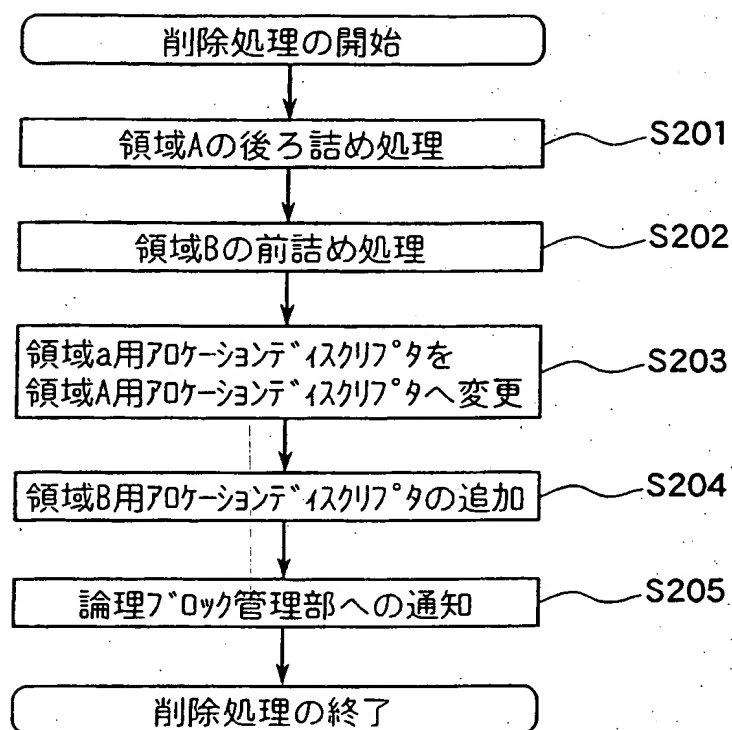 削除処理の開始
領域Aの後ろ詰め処理
S201
領域Bの前詰め処理
S202
領域a用ｱﾛｹｰｼｮﾝﾃﾞｨｽｸﾘﾌﾟﾀを
領域A用ｱﾛｹｰｼｮﾝﾃﾞｨｽｸﾘﾌﾟﾀへ変更
S203
領域B用ｱﾛｹｰｼｮﾝﾃﾞｨｽｸﾘﾌﾟﾀの追加
S204
論理ﾌﾞﾛｯｸ管理部への通知
S205
削除処理の終了